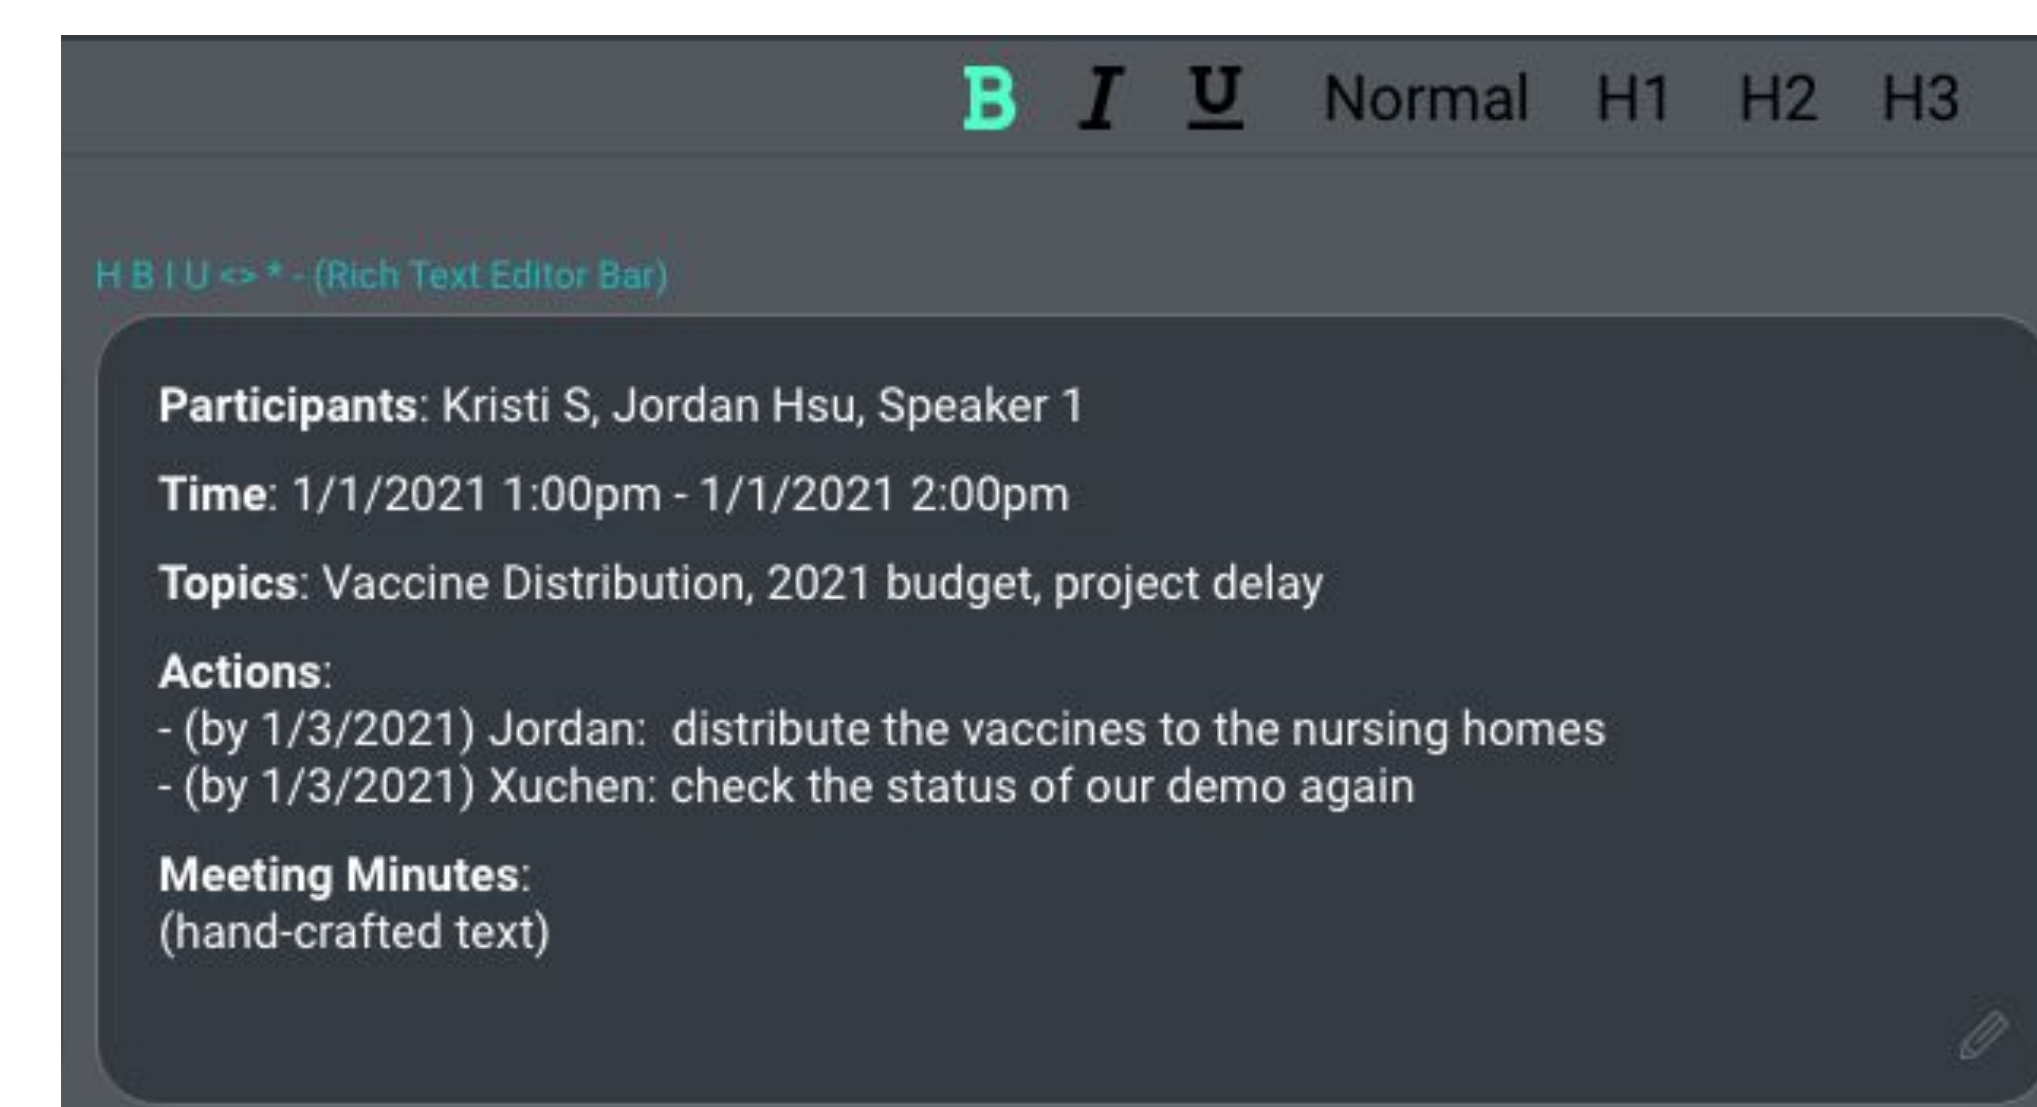 B I U Normal H1 H2 H3
H B I U <> * - (Rich Text Editor Bar)
Participants: Kristi S, Jordan Hsu, Speaker 1
Time: 1/1/2021 1:00pm - 1/1/2021 2:00pm
Topics: Vaccine Distribution, 2021 budget, project delay
Actions:
- (by 1/3/2021) Jordan:  distribute the vaccines to the nursing homes
- (by 1/3/2021) Xuchen: check the status of our demo again
Meeting Minutes:
(hand-crafted text)